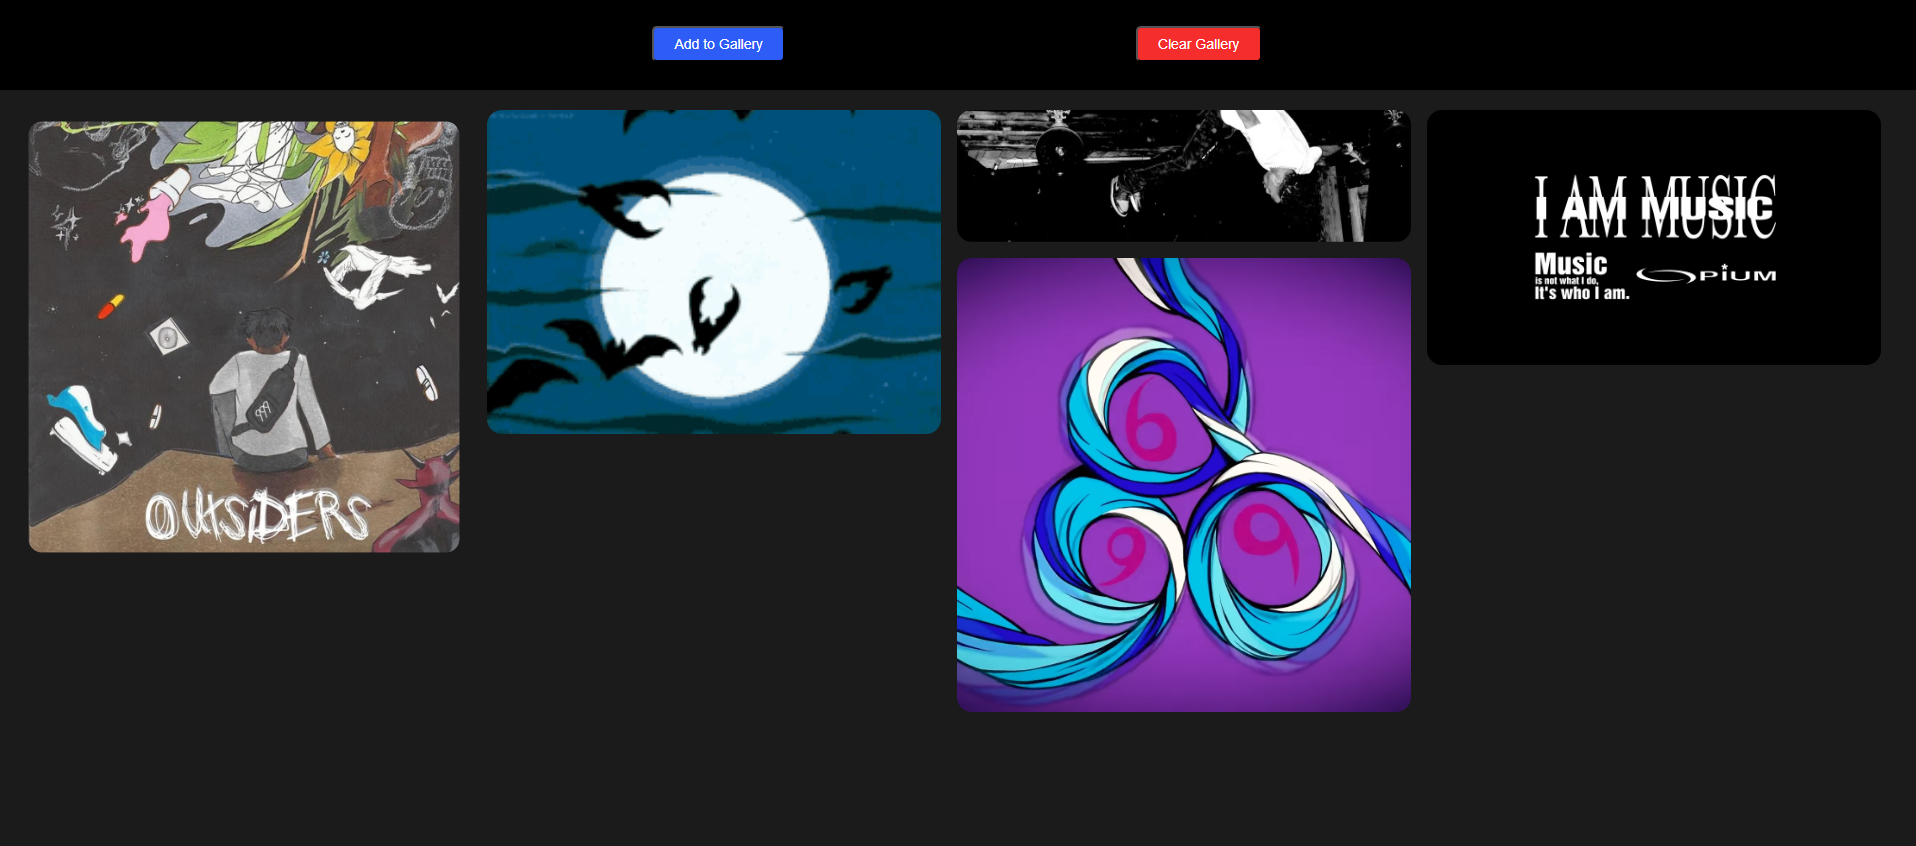 Add to Gallery
Clear Gallery
999
OUtSiDERS
6
9
9
I AM MUSIC
I AM MUSIC
Music
is not what I do,
It's who I am.
OPIUM